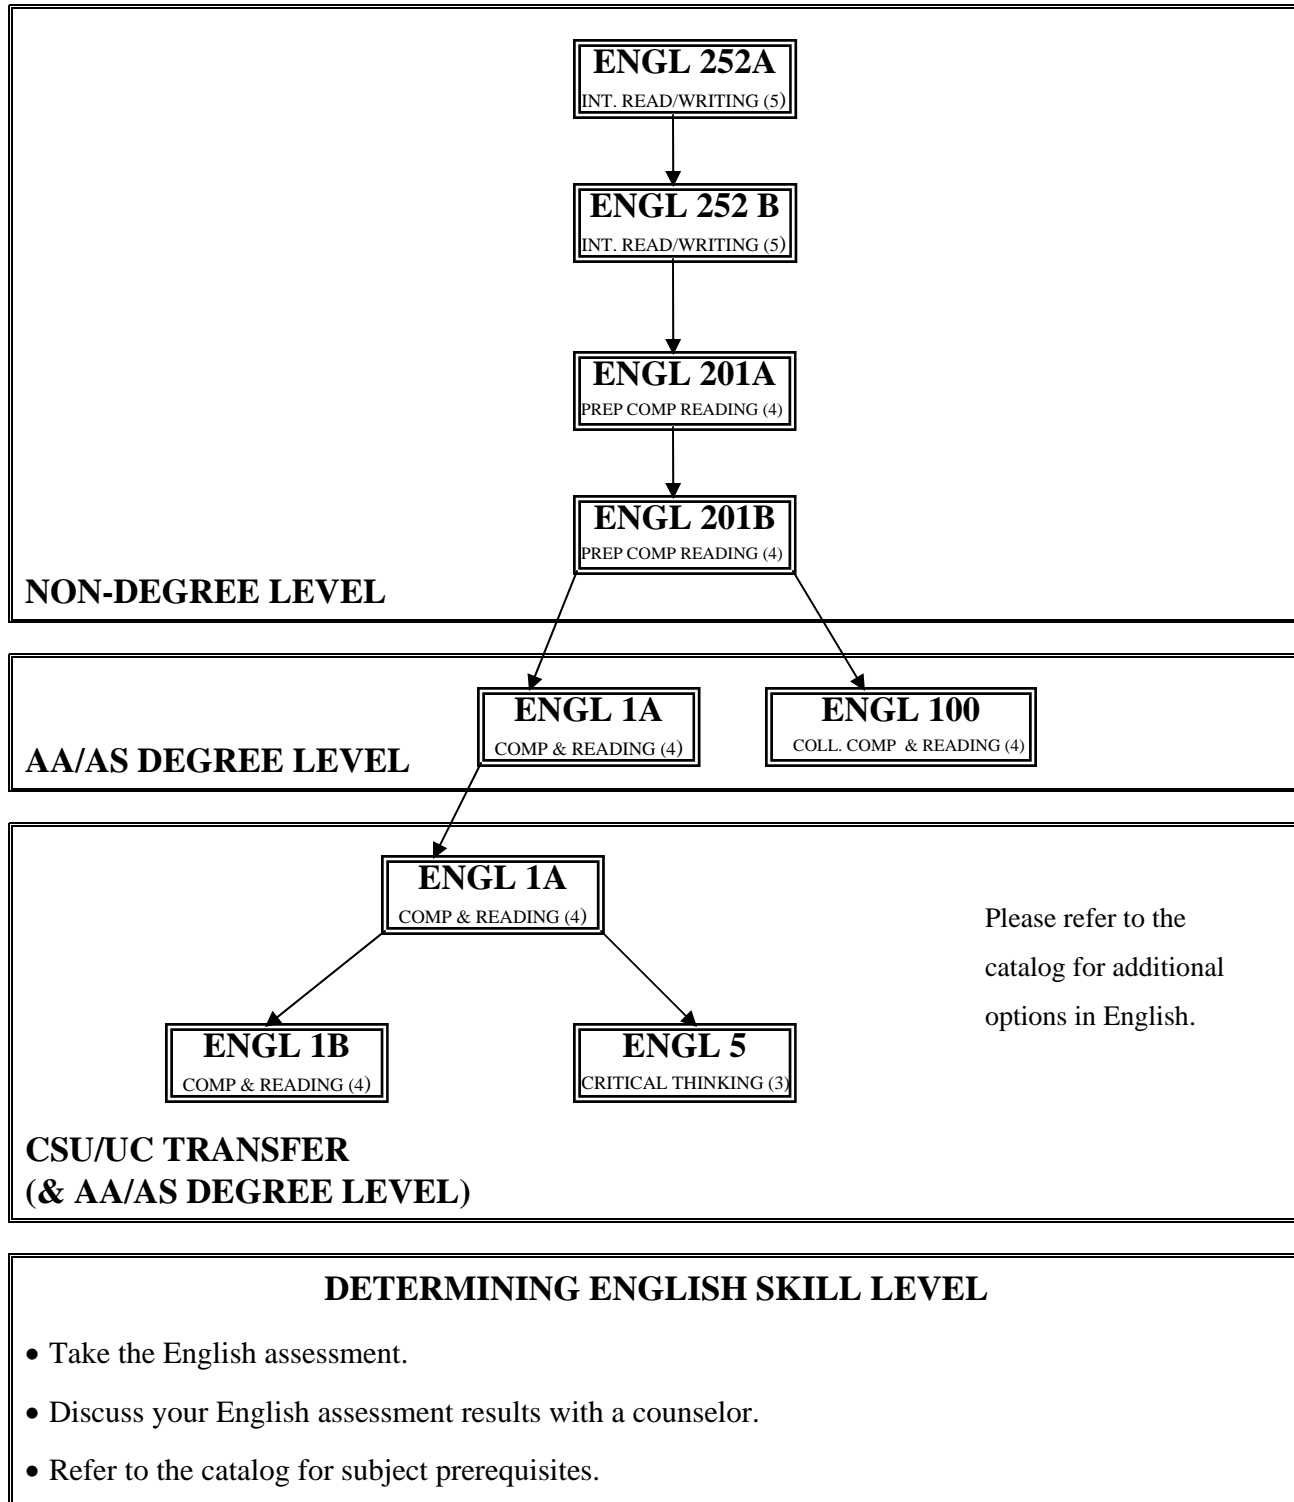 ENGL 252A
INT. READ/WRITING (5)
ENGL 252 B
INT. READ/WRITING (5)
ENGL 201A
PREP COMP READING (4)
ENGL 201B
PREP COMP READING (4)
NON-DEGREE LEVEL
ENGL 1A
COMP & READING (4)
ENGL 100
COLL. COMP & READING (4)
AA/AS DEGREE LEVEL
ENGL 1A
COMP & READING (4)
Please refer to the
catalog for additional
options in English.
ENGL 1B
COMP & READING (4)
ENGL 5
CRITICAL THINKING (3)
CSU/UC TRANSFER
(& AA/AS DEGREE LEVEL)
DETERMINING ENGLISH SKILL LEVEL
• Take the English assessment.
• Discuss your English assessment results with a counselor.
• Refer to the catalog for subject prerequisites.